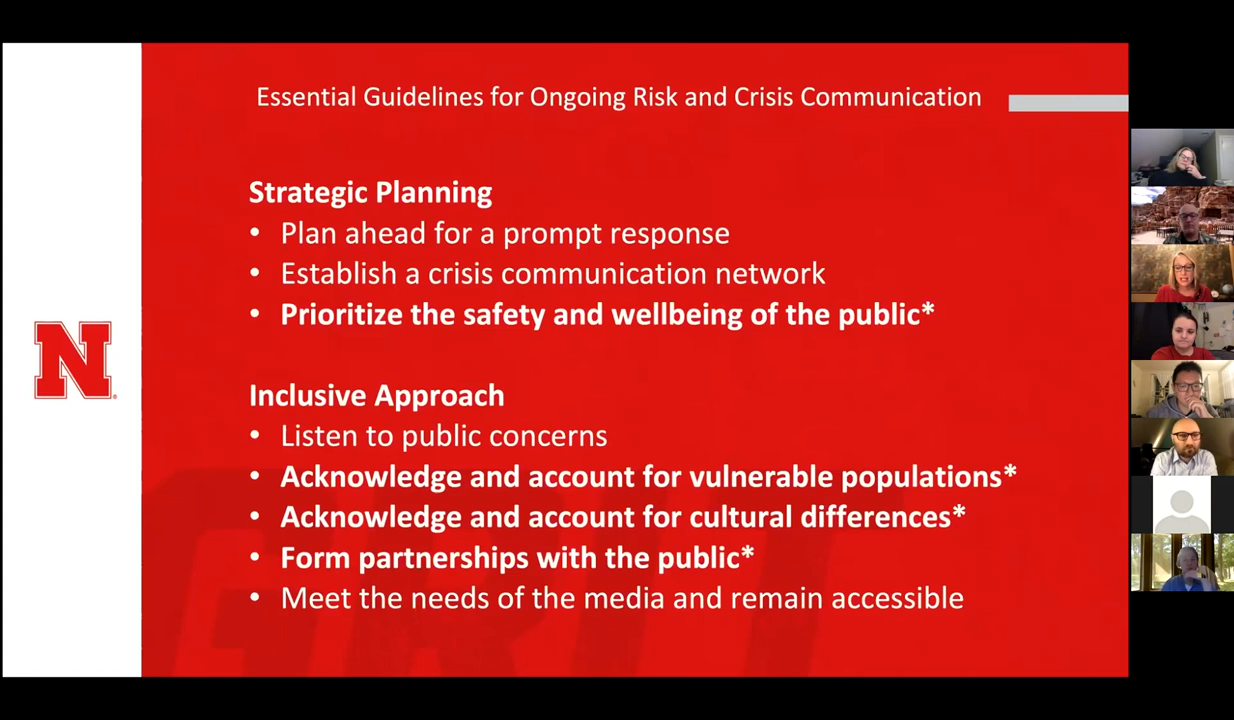 Essential Guidelines for Ongoing Risk and Crisis Communication
Strategic Planning
• Plan ahead for a prompt response
• Establish a crisis communication network
• Prioritize the safety and wellbeing of the public*
Inclusive Approach
• Listen to public concerns
• Acknowledge and account for vulnerable populations*
• Acknowledge and account for cultural differences*
• Form partnerships with the public*
• Meet the needs of the media and remain accessible
N
GRIT